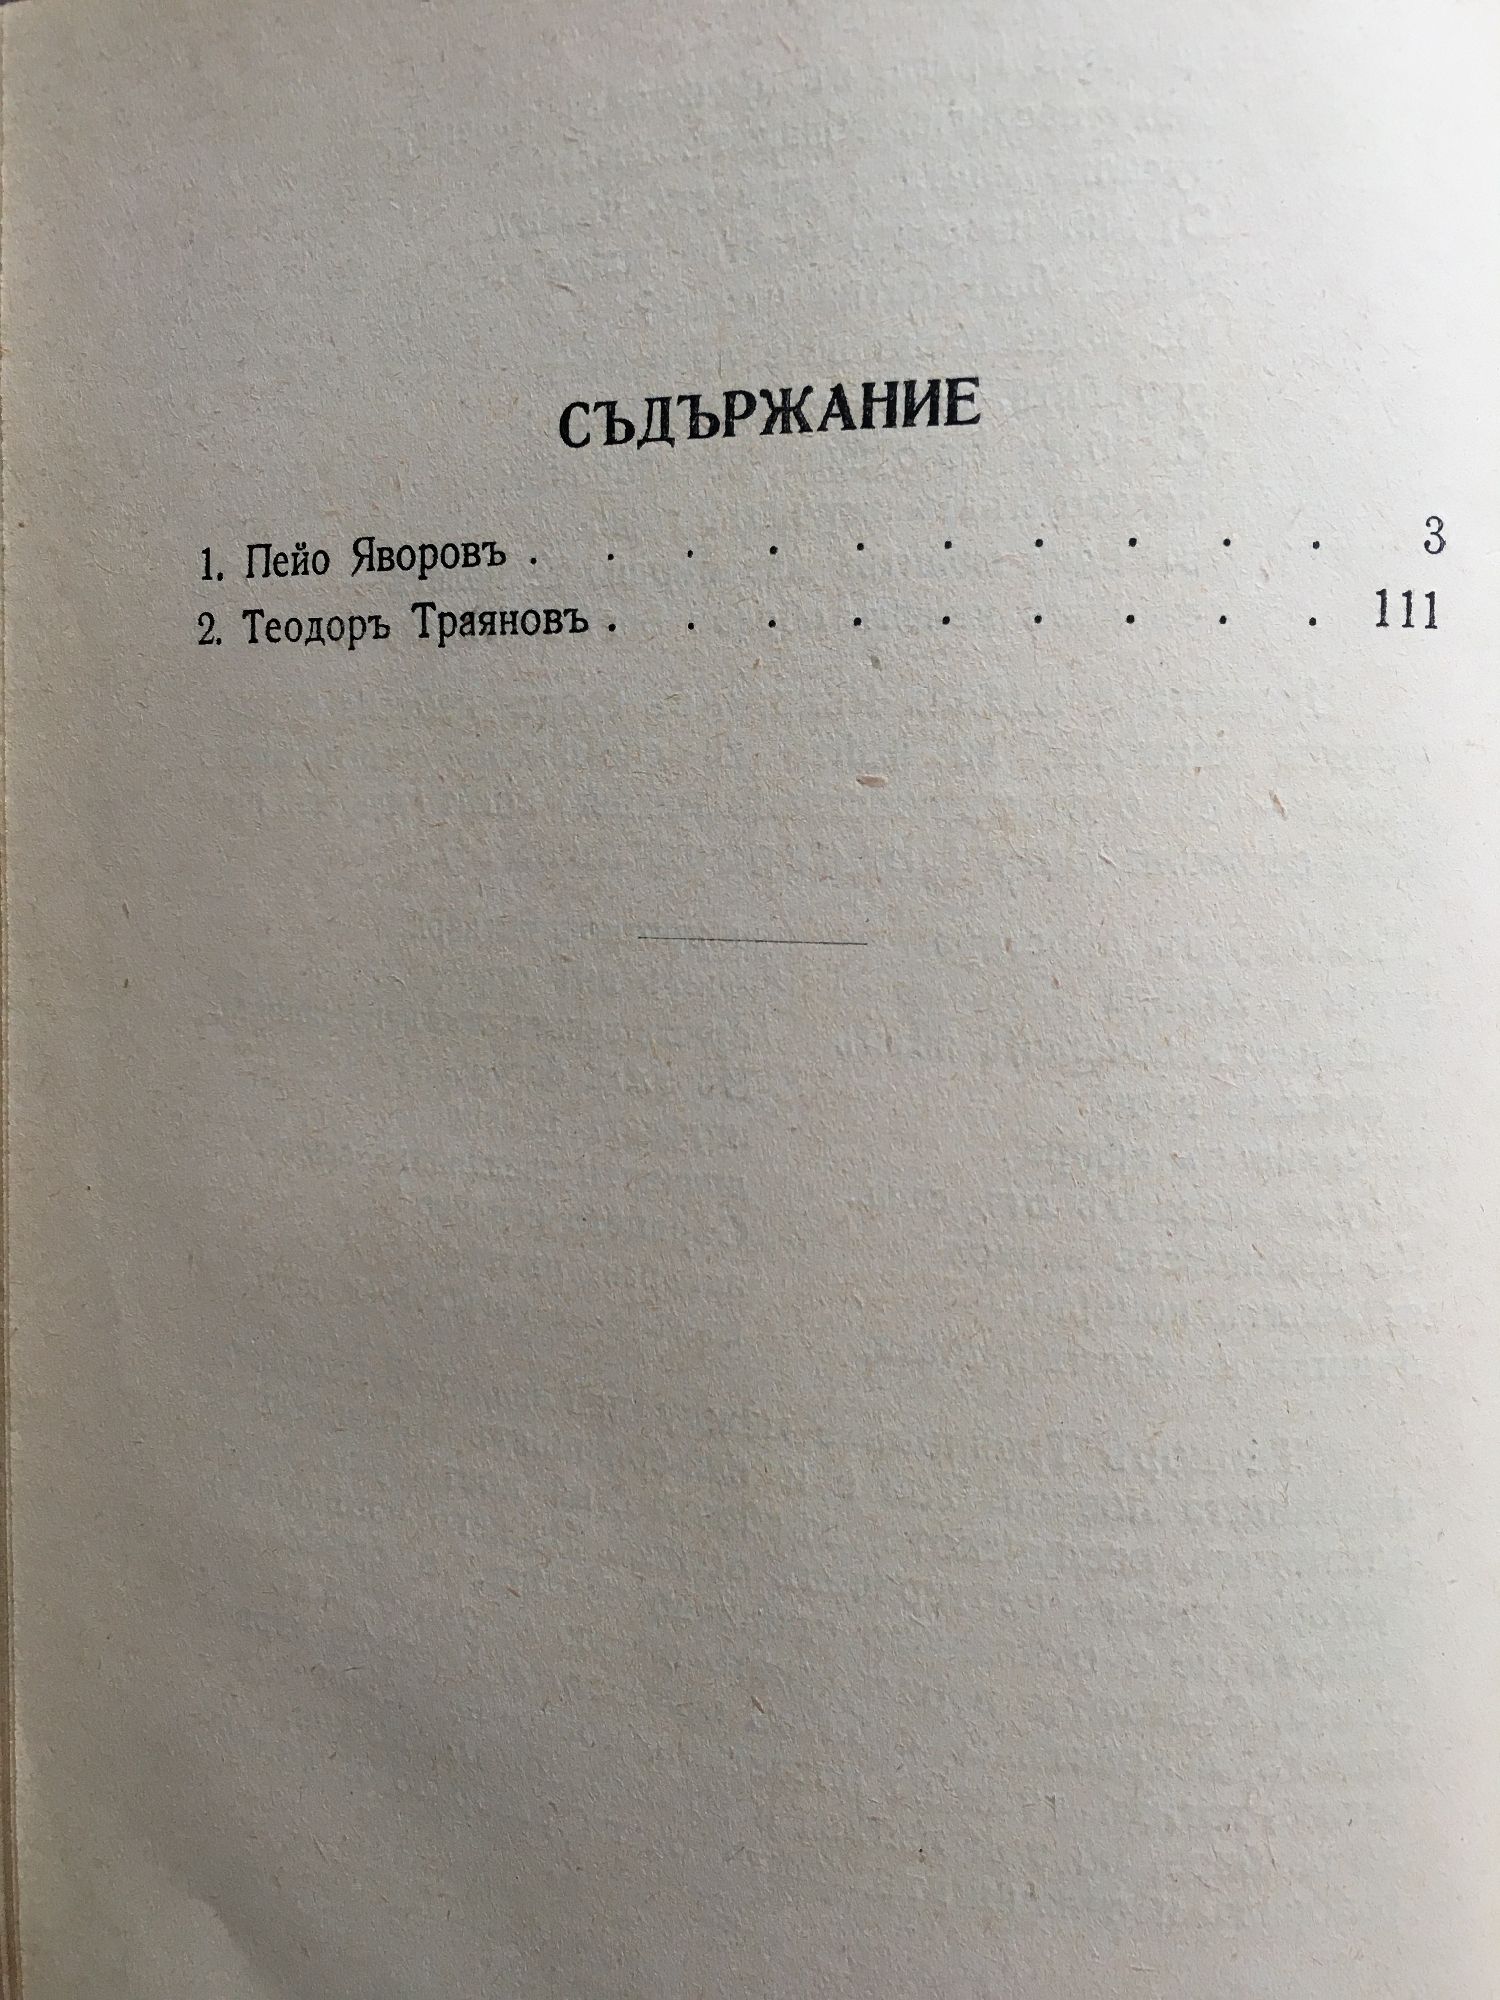 СЪДЪРЖАНИЕ
1. Пейо Яворовъ . . . . . . . . . . 3
2. Теодоръ Траяновъ . . . . . . . . . 111